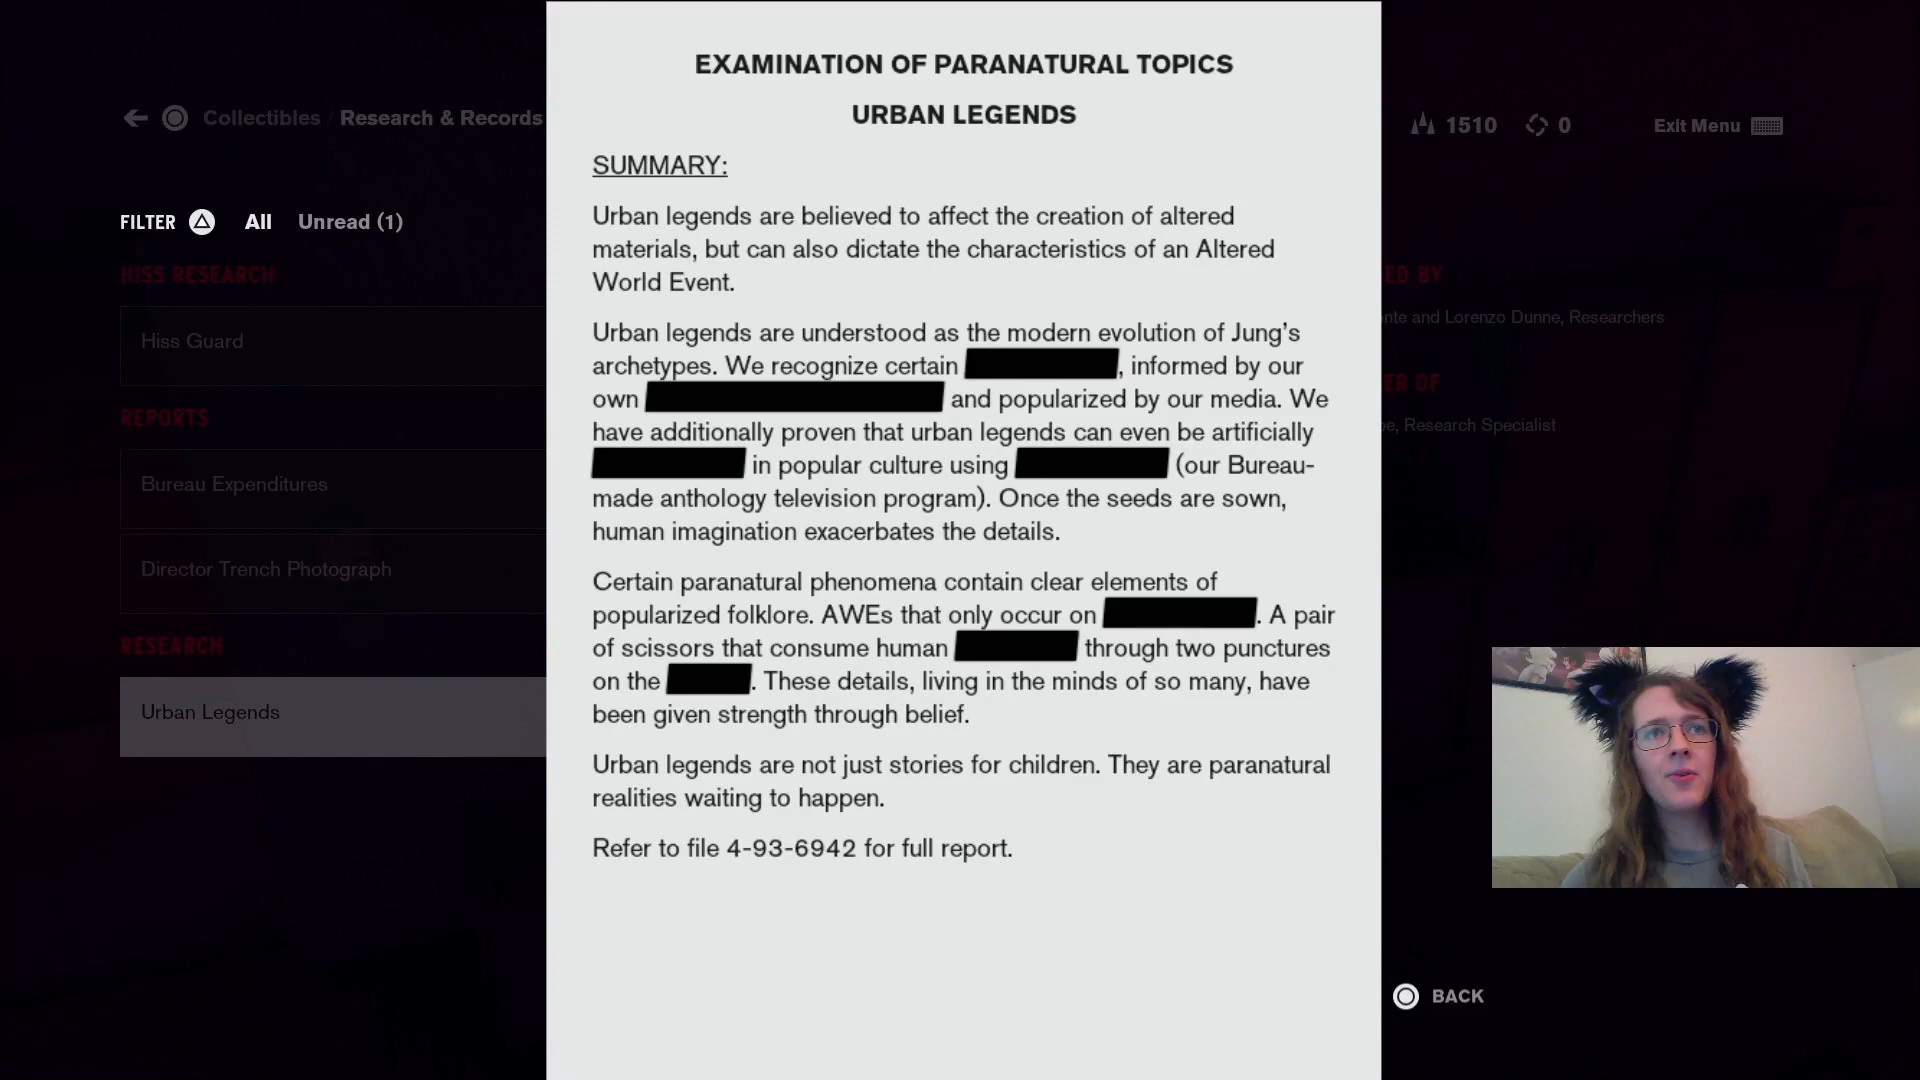 EXAMINATION OF PARANATURAL TOPICS
URBAN LEGENDS
SUMMARY:
Urban legends are believed to affect the creation of altered
materials, but can also dictate the characteristics of an Altered
World Event.
Urban legends are understood as the modern evolution of Jung's
archetypes. We recognize certain , informed by our
own and popularized by our media. We
have additionally proven that urban legends can even be artificially
in popular culture using (our Bureau-
made anthology television program). Once the seeds are sown,
human imagination exacerbates the details.
Certain paranatural phenomena contain clear elements of
popularized folklore. AWEs that only occur on . A pair
of scissors that consume human through two punctures
on the . These details, living in the minds of so many, have
been given strength through belief.
Urban legends are not just stories for children. They are paranatural
realities waiting to happen.
Refer to file 4-93-6942 for full report.
Collectibles / Research & Records
FILTER All Unread (1)
HISS RESEARCH
Hiss Guard
REPORTS
Bureau Expenditures
Director Trench Photograph
RESEARCH
Urban Legends
1510 0 Exit Menu
BY
and Lorenzo Dunne, Researchers
OF
, Research Specialist
BACK